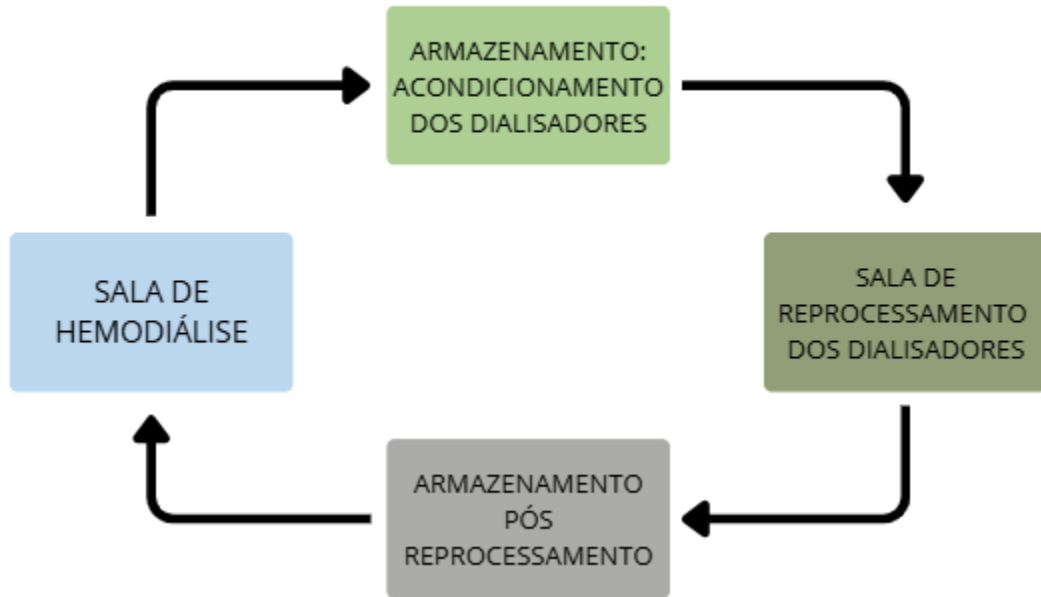 ARMAZENAMENTO:
ACONDICIONAMENTO
DOS DIALISADORES
SALA DE
HEMODIÁLISE
SALA DE
REPROCESSAMENTO
DOS DIALISADORES
ARMAZENAMENTO
PÓS
REPROCESSAMENTO